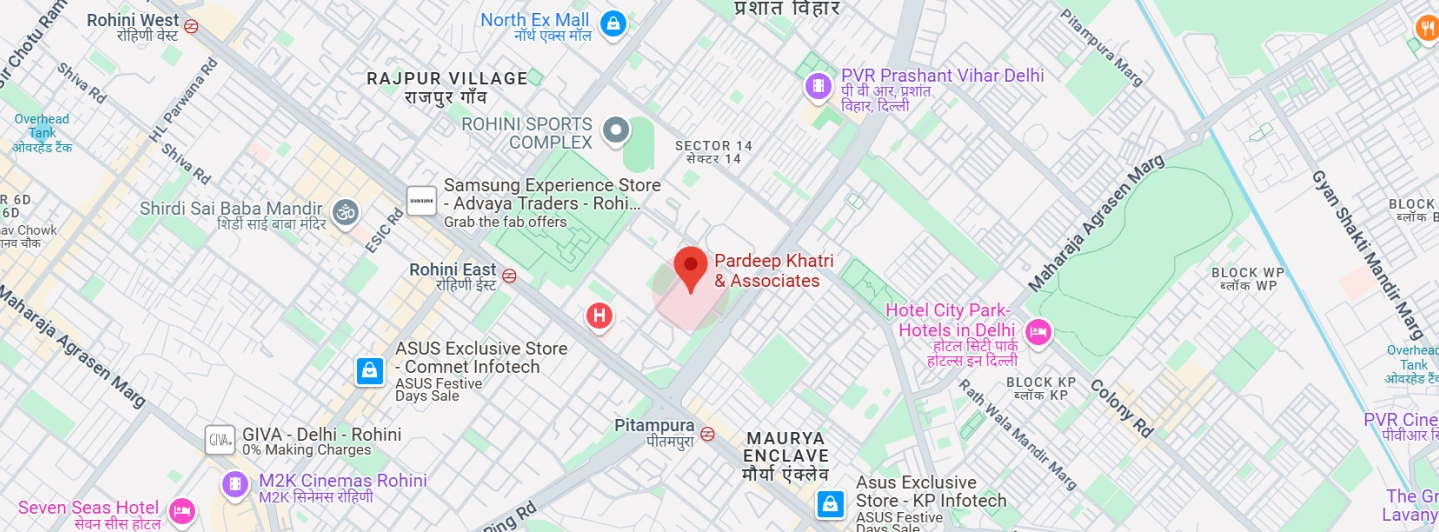 प्रशांत विहार
Rohini West
रोहिणी वेस्ट
North Ex Mall
नॉर्थ एक्स मॉल
Pitampura Marg
Shiva Rd
HL Parwana Rd
RAJPUR VILLAGE
राजपुर गाँव
PVR Prashant Vihar Delhi
पी वी आर, प्रशांत
विहार, दिल्ली
Overhead
Tank
ओवरहेड टैंक
ROHINI SPORTS
COMPLEX
SECTOR 14
सेक्टर 14
Shiva Rd
Samsung Experience Store
- Advaya Traders - Rohi...
Grab the fab offers
SAMSUNG
Shirdi Sai Baba Mandir
शिर्डी साई बाबा मंदिर
ESIC Rd
R 6D
6D
av Chowk
मानव चौक
Maharaja Agrasen Marg
Gyan Shakti Mandir Marg
BLOCK
ब्लॉक
Rohini East
रोहिणी ईस्ट
Pardeep Khatri
& Associates
BLOCK WP
ब्लॉक WP
H
Hotel City Park-
Hotels in Delhi
होटल सिटी पार्क
होटल्स इन दिल्ली
Maharaja Agrasen Marg
ASUS Exclusive Store
- Comnet Infotech
ASUS Festive
Days Sale
Overhead
Tank
ओवरहेड टैंक
BLOCK KP
ब्लॉक KP
Rath Wala Mandir Marg
Colony Rd
Pitampura
पीतमपुरा
MAURYA
ENCLAVE
मौर्या एंक्लेव
PVR Cine
पीवीआर सि
GIVA
GIVA - Delhi - Rohini
0% Making Charges
M2K Cinemas Rohini
M2K सिनेमस रोहिणी
Asus Exclusive
Store - KP Infotech
ASUS Festive
Days Sale
Seven Seas Hotel
सेवन सीस होटल
Ring Rd
The Gr
Lavany